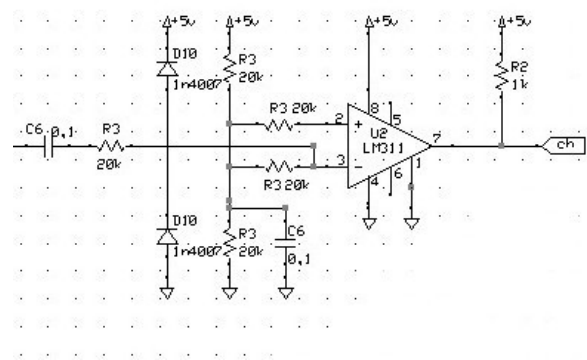 +5v +5v +5v +5v
D10
1n4007
R3
20k
R2
1k
C6 0,1
R3
20k
R3 20k
2
+
8
5
U2
LM311
7
ch
R3 20k
3
-
4
6
1
D10
1n4007
R3
20k
C6
0,1